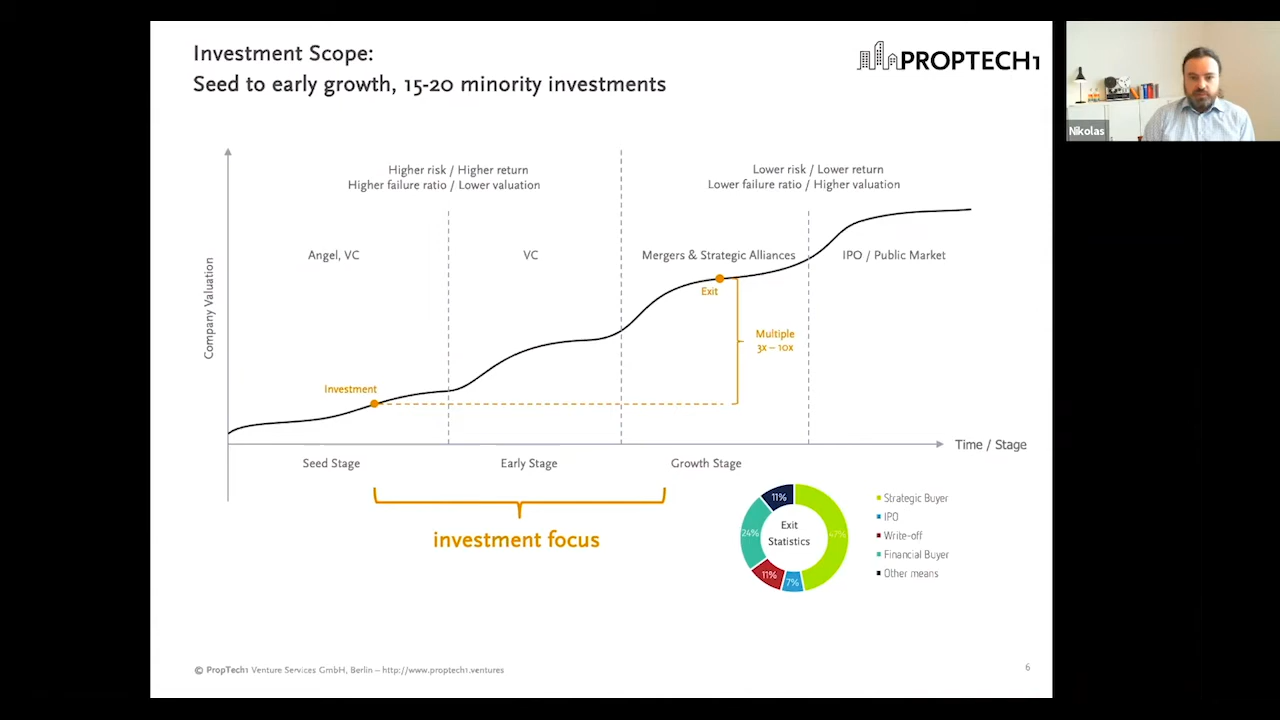 Investment Scope:
Seed to early growth, 15-20 minority investments
PROPTECH1
Nikolas
Higher risk / Higher return
Higher failure ratio / Lower valuation
Lower risk / Lower return
Lower failure ratio / Higher valuation
Angel, VC
VC
Mergers & Strategic Alliances
IPO / Public Market
Company Valuation
Exit
Multiple
3x – 10x
Investment
Time / Stage
Seed Stage
Early Stage
Growth Stage
investment focus
Exit
Statistics
11%
47%
24%
11%
7%
Strategic Buyer
IPO
Write-off
Financial Buyer
Other means
© PropTech1 Venture Services GmbH, Berlin – http://www.proptech1.ventures
6